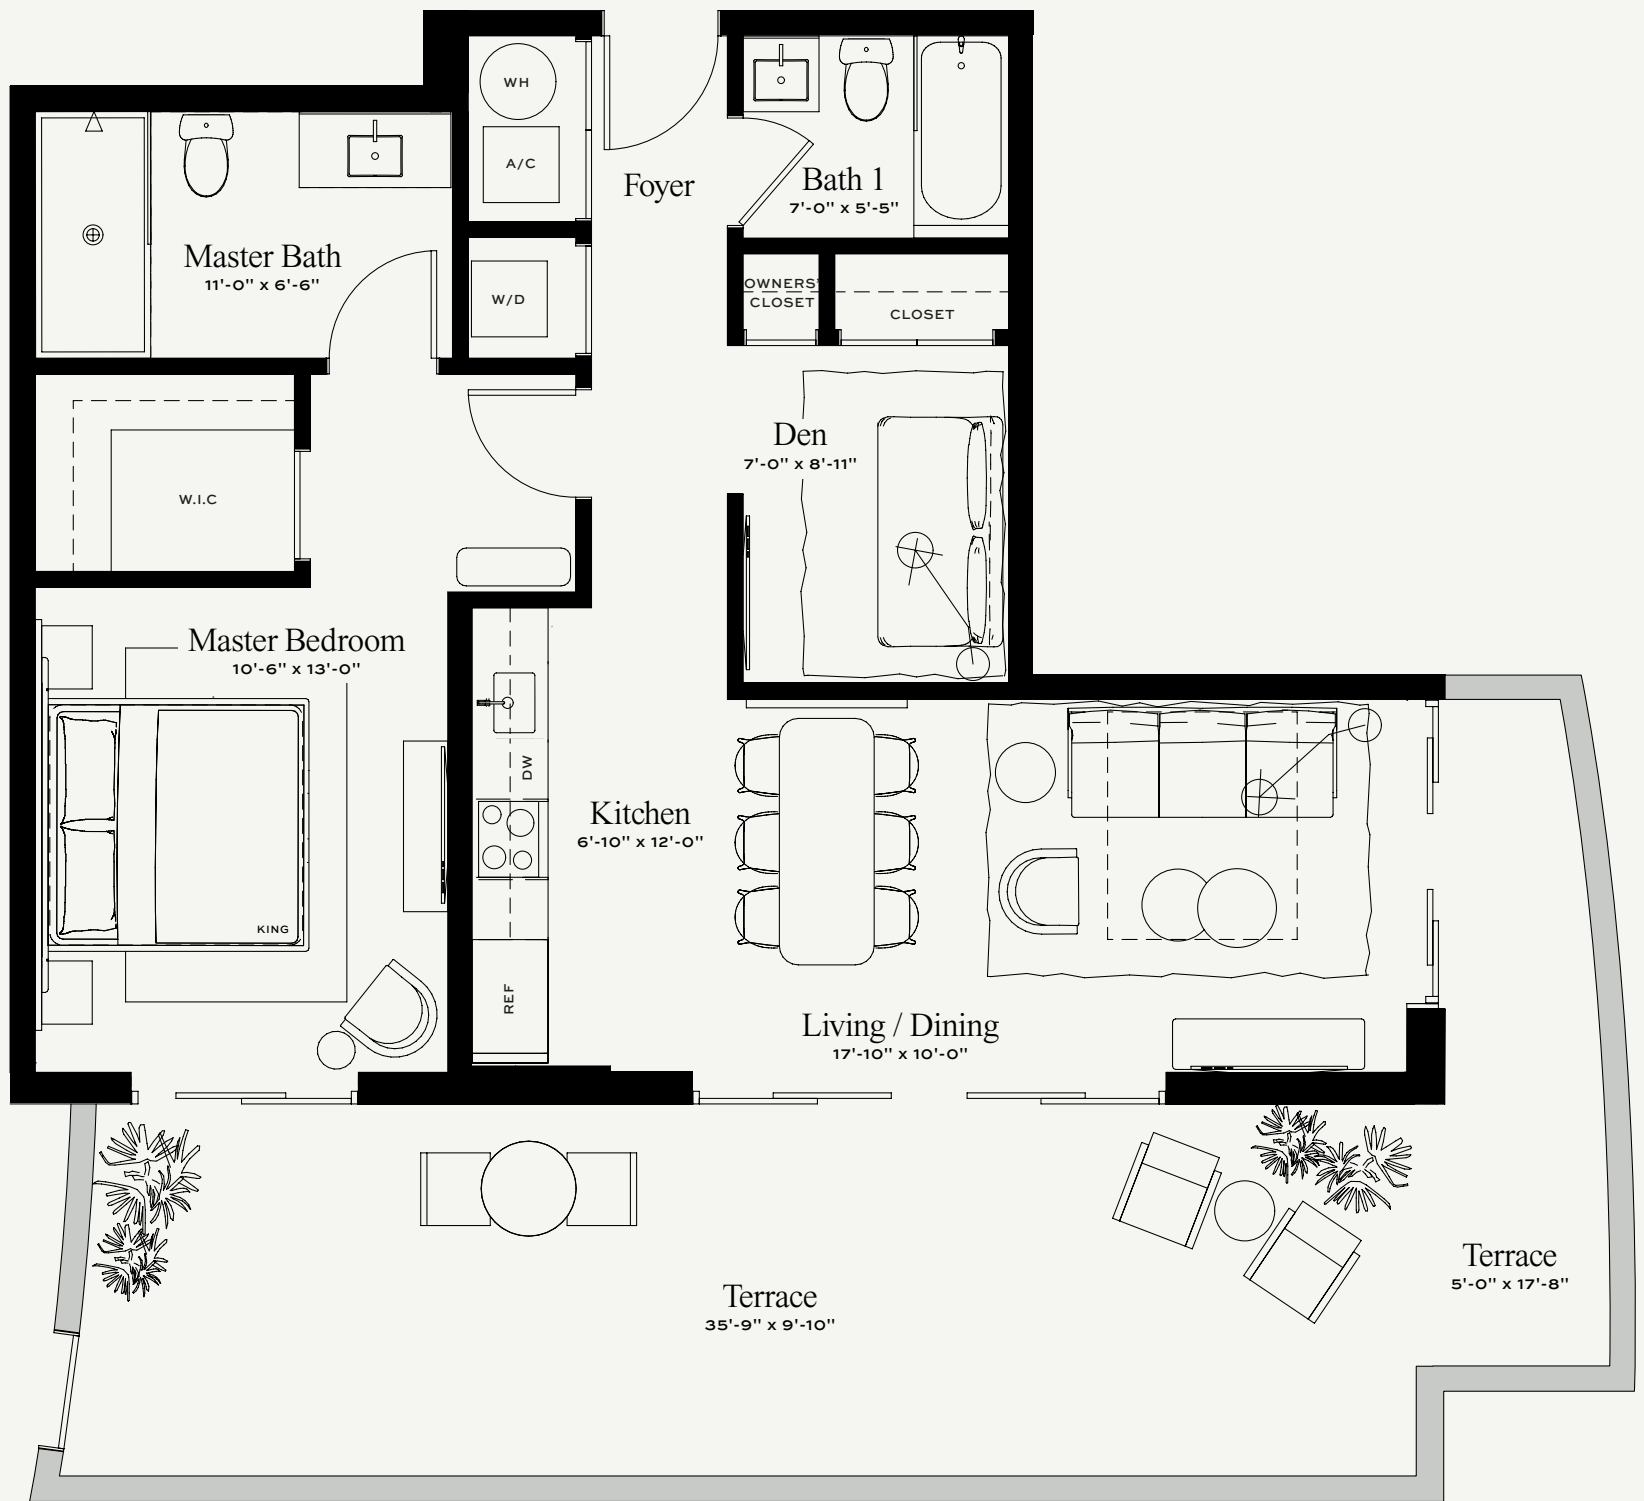 WH
A/C
Foyer
Bath 1
7'-0" x 5'-5"
Master Bath
11'-0" x 6'-6"
W/D
OWNERS'
CLOSET
CLOSET
Den
7'-0" x 8'-11"
W.I.C
Master Bedroom
10'-6" x 13'-0"
KING
DW
Kitchen
6'-10" x 12'-0"
REF
Living / Dining
17'-10" x 10'-0"
Terrace
35'-9" x 9'-10"
Terrace
5'-0" x 17'-8"